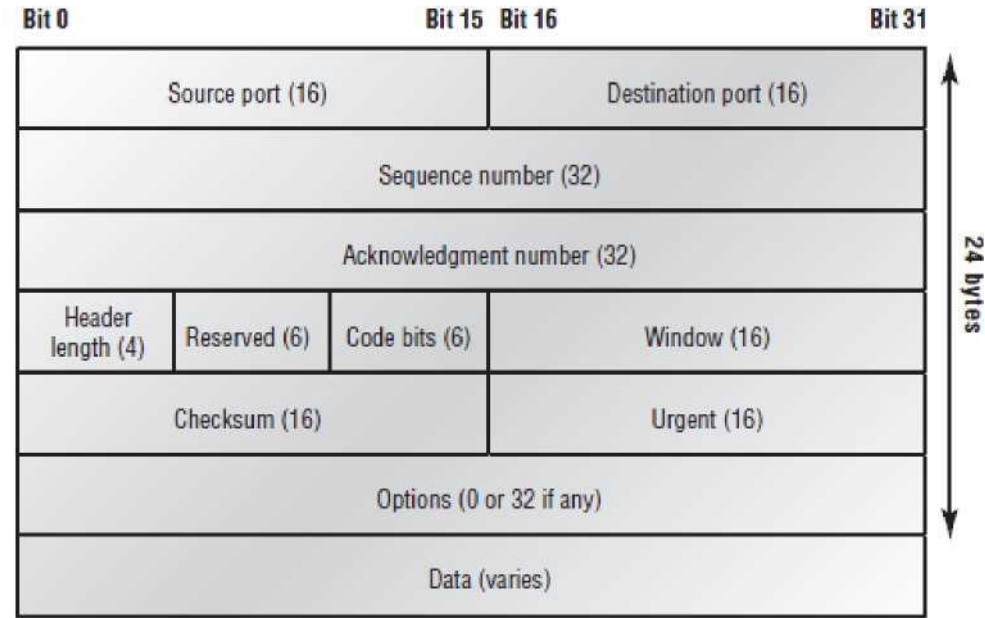 Bit 0 Bit 15 Bit 16 Bit 31
Source port (16) Destination port (16)
Sequence number (32)
Acknowledgment number (32)
Header
length (4) Reserved (6) Code bits (6) Window (16)
Checksum (16) Urgent (16)
Options (0 or 32 if any)
Data (varies)
24 bytes